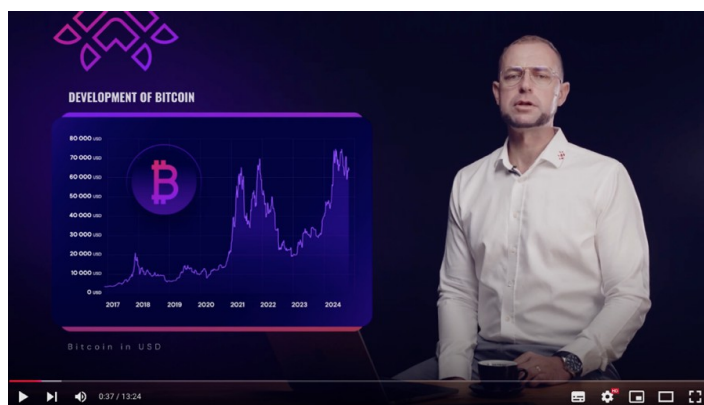 DEVELOPMENT OF BITCOIN
80 000 USD
70 000 USD
60 000 USD
50 000 USD
40 000 USD
30 000 USD
20 000 USD
10 000 USD
0 USD
2017 2018 2019 2020 2021 2022 2023 2024
Bitcoin in USD
0:37 / 13:24
HD